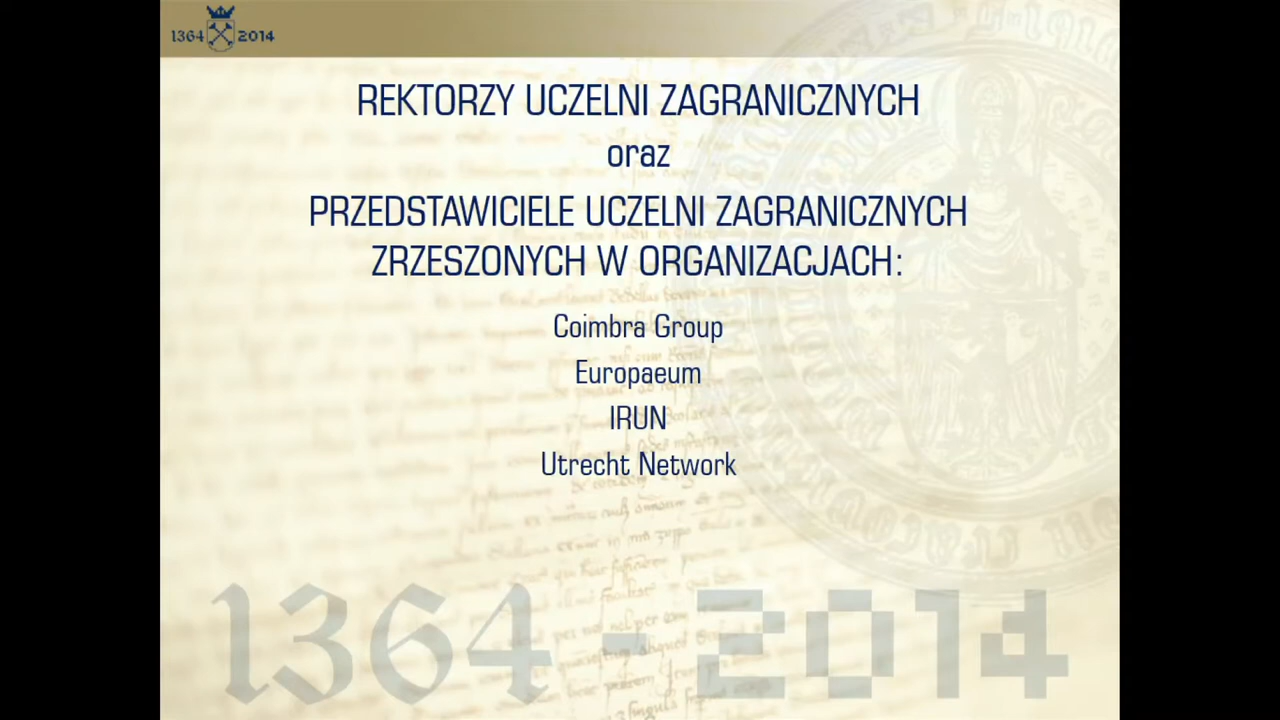 1364 2014
REKTORZY UCZELNI ZAGRANICZNYCH
oraz
PRZEDSTAWICIELE UCZELNI ZAGRANICZNYCH
ZRZESZONYCH W ORGANIZACJACH:
Coimbra Group
Europaeum
IRUN
Utrecht Network
1364 - 2014